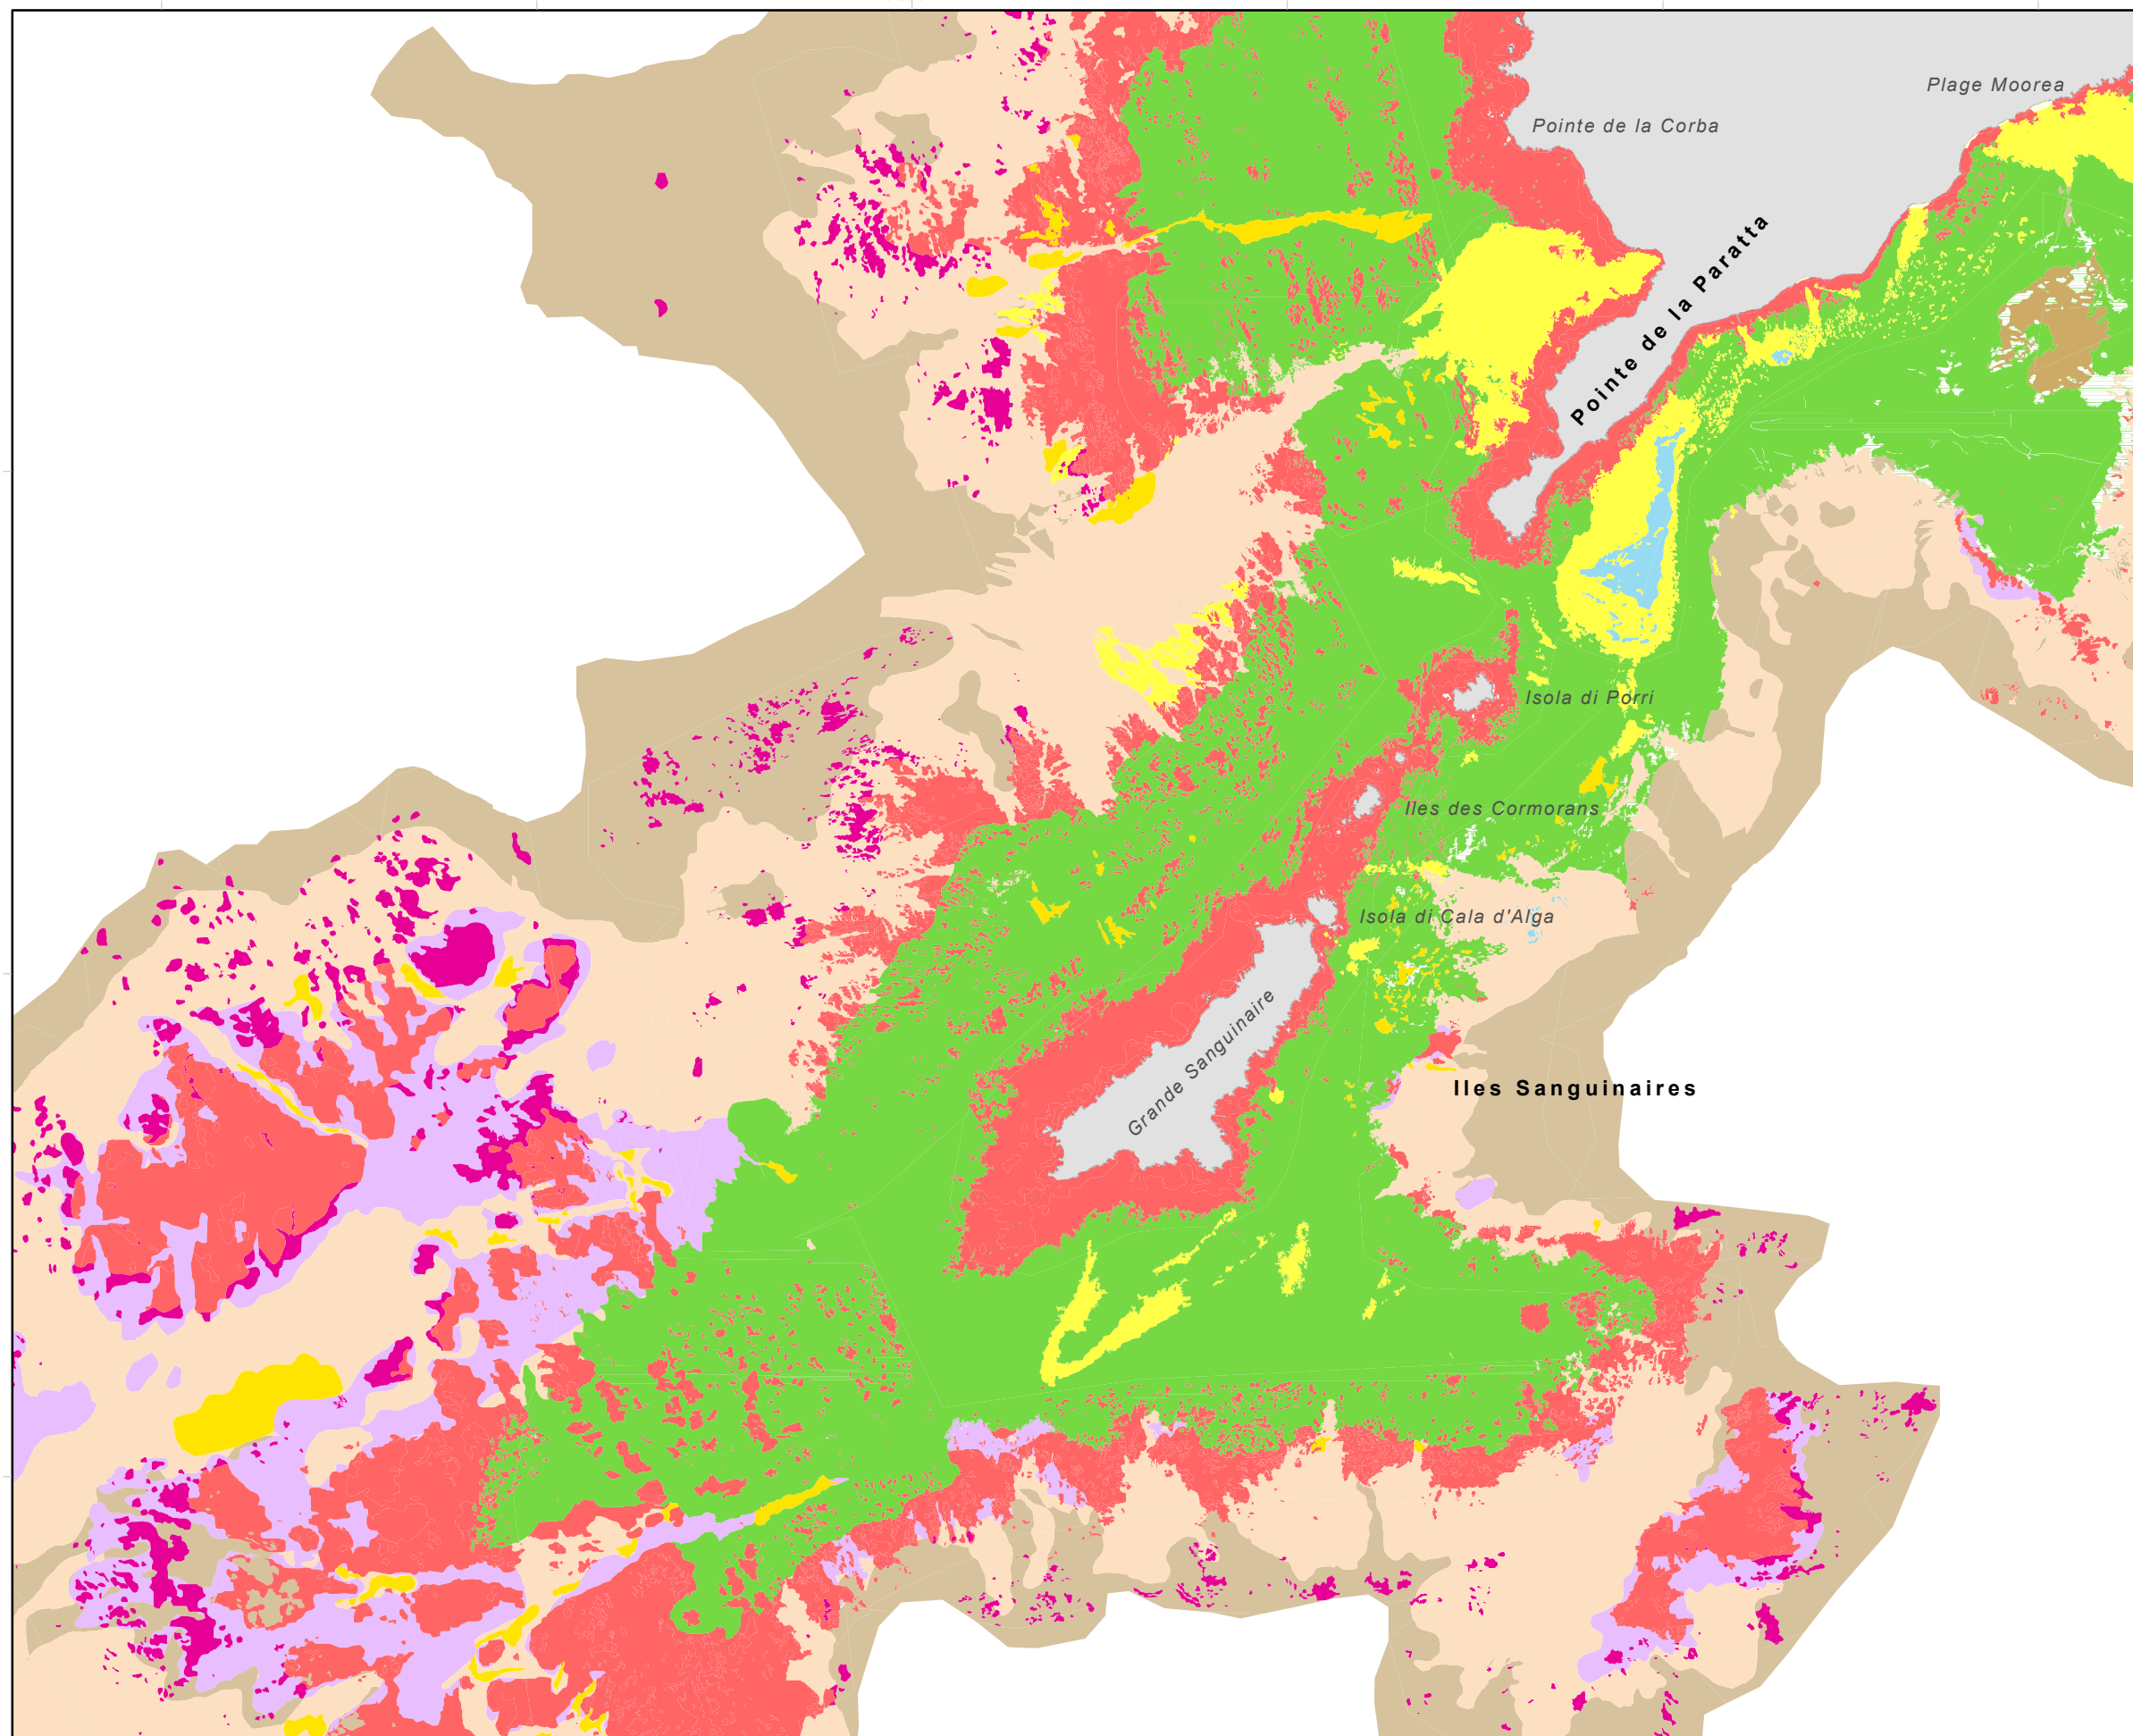 Plage Moorea
Pointe de la Corba
Pointe de la Paratta
Isola di Porri
Iles des Cormorans
Isola di Cala d'Alga
Grande Sanguinaire
Iles Sanguinaires